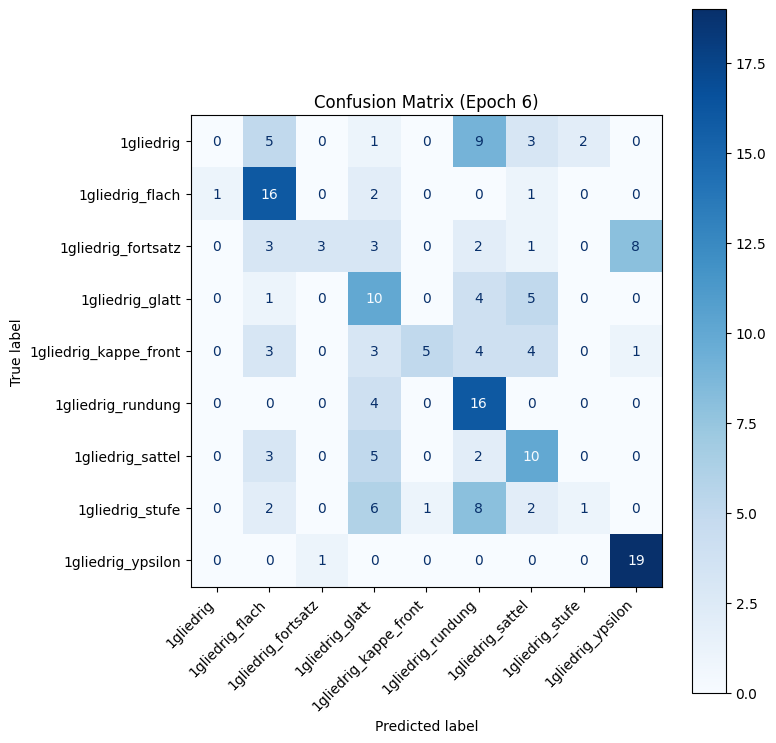 Confusion Matrix (Epoch 6)
True label
1gliedrig 0 5 0 1 0 9 3 2 0
1gliedrig_flach 1 16 0 2 0 0 1 0 0
1gliedrig_fortsatz 0 3 3 3 0 2 1 0 8
1gliedrig_glatt 0 1 0 10 0 4 5 0 0
1gliedrig_kappe_front 0 3 0 3 5 4 4 0 1
1gliedrig_rundung 0 0 0 4 0 16 0 0 0
1gliedrig_sattel 0 3 0 5 0 2 10 0 0
1gliedrig_stufe 0 2 0 6 1 8 2 1 0
1gliedrig_ypsilon 0 0 1 0 0 0 0 0 19
1gliedrig
1gliedrig_flach
1gliedrig_fortsatz
1gliedrig_glatt
1gliedrig_kappe_front
1gliedrig_rundung
1gliedrig_sattel
1gliedrig_stufe
1gliedrig_ypsilon
Predicted label
17.5
15.0
12.5
10.0
7.5
5.0
2.5
0.0